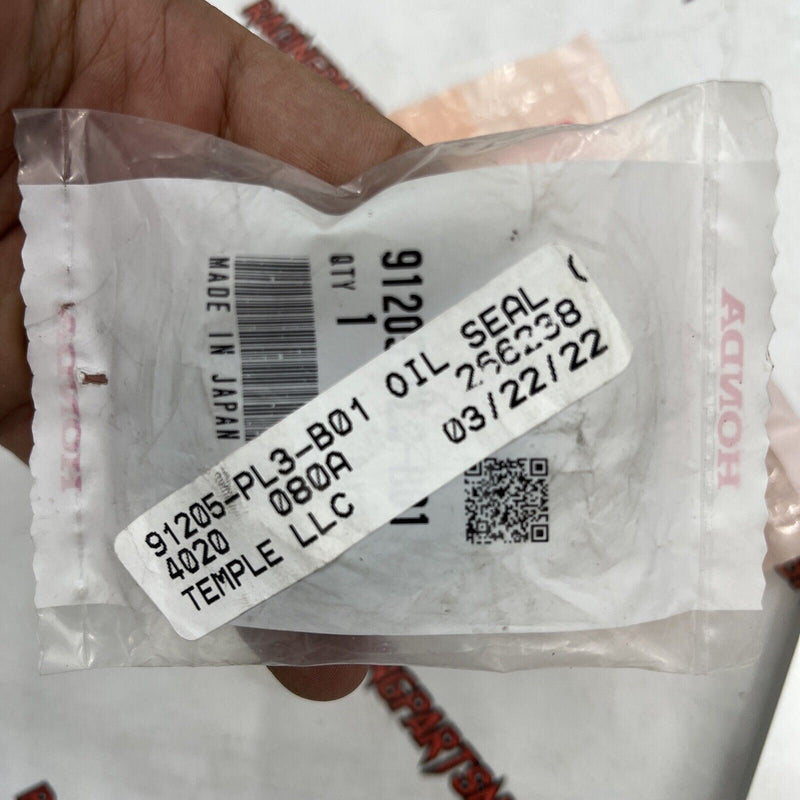 91205-PL3-B01 OIL SEAL
4020 080A 266238
TEMPLE LLC 03/22/22
QTY 1
MADE IN JAPAN
HONDA
HONDA